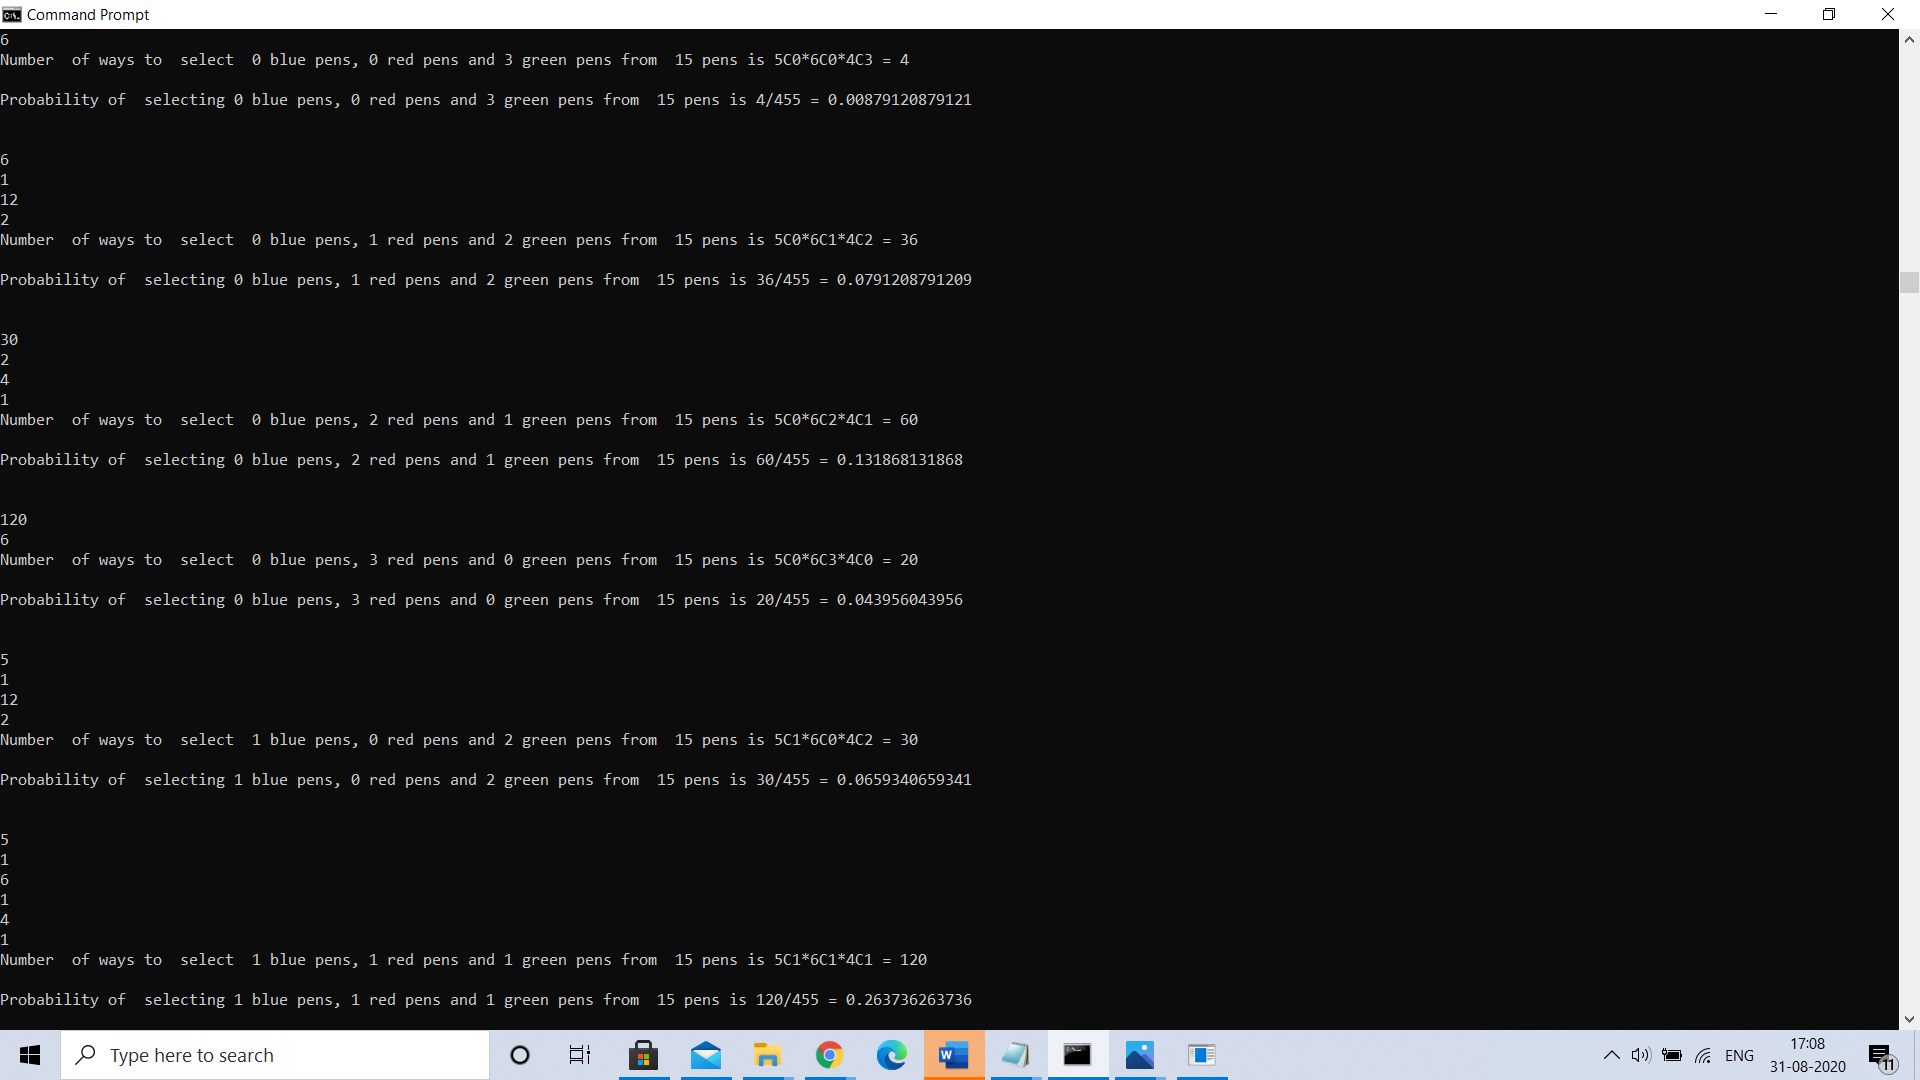 Command Prompt
6
Number  of ways to  select  0 blue pens, 0 red pens and 3 green pens from  15 pens is 5C0*6C0*4C3 = 4
Probability of  selecting 0 blue pens, 0 red pens and 3 green pens from  15 pens is 4/455 = 0.00879120879121
6
1
12
2
Number  of ways to  select  0 blue pens, 1 red pens and 2 green pens from  15 pens is 5C0*6C1*4C2 = 36
Probability of  selecting 0 blue pens, 1 red pens and 2 green pens from  15 pens is 36/455 = 0.0791208791209
30
2
4
1
Number  of ways to  select  0 blue pens, 2 red pens and 1 green pens from  15 pens is 5C0*6C2*4C1 = 60
Probability of  selecting 0 blue pens, 2 red pens and 1 green pens from  15 pens is 60/455 = 0.131868131868
120
6
Number  of ways to  select  0 blue pens, 3 red pens and 0 green pens from  15 pens is 5C0*6C3*4C0 = 20
Probability of  selecting 0 blue pens, 3 red pens and 0 green pens from  15 pens is 20/455 = 0.043956043956
5
1
12
2
Number  of ways to  select  1 blue pens, 0 red pens and 2 green pens from  15 pens is 5C1*6C0*4C2 = 30
Probability of  selecting 1 blue pens, 0 red pens and 2 green pens from  15 pens is 30/455 = 0.0659340659341
5
1
6
1
4
1
Number  of ways to  select  1 blue pens, 1 red pens and 1 green pens from  15 pens is 5C1*6C1*4C1 = 120
Probability of  selecting 1 blue pens, 1 red pens and 1 green pens from  15 pens is 120/455 = 0.263736263736
Type here to search
W
ENG
17:08
31-08-2020
11